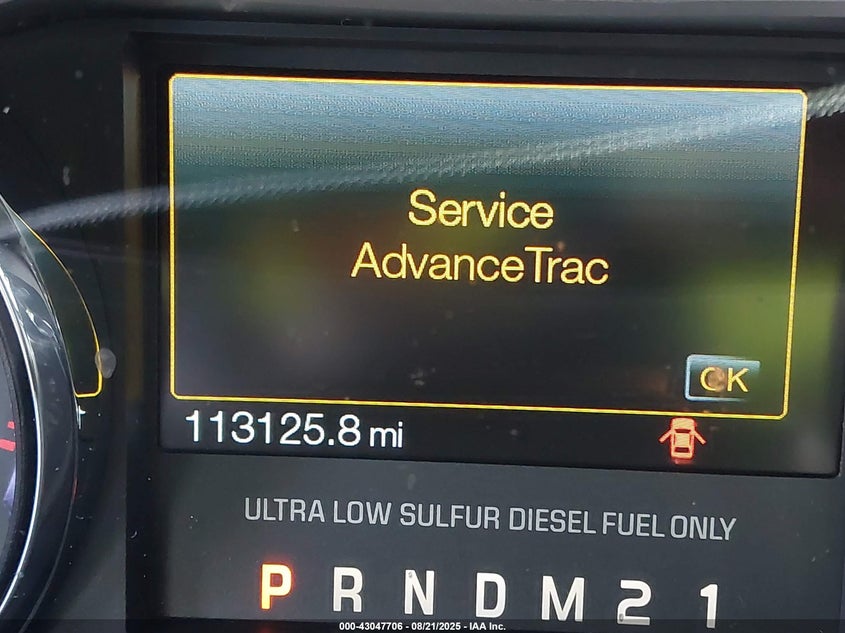 Service
AdvanceTrac
OK
113125.8 mi
ULTRA LOW SULFUR DIESEL FUEL ONLY
P R N D M 2 1
000-43047706 - 08/21/2025 - IAA Inc.